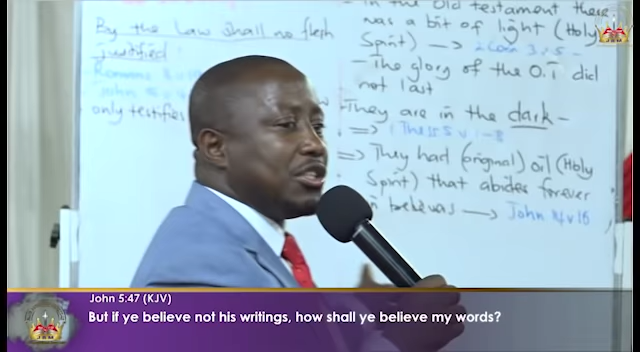 By the Law shall no flesh
justified!
Romans
John
only testifies
In the Old testament there
was a bit of light (Holy
Spirit) → 2 Cor 3 v 5 -
- The glory of the O.T did
not last
They are in the dark -
=> 1 Thess 5 v 1-8
=> They had (original) oil (Holy
Spirit) that abides forever
in believers → John 14 v 16
John 5:47 (KJV)
But if ye believe not his writings, how shall ye believe my words?